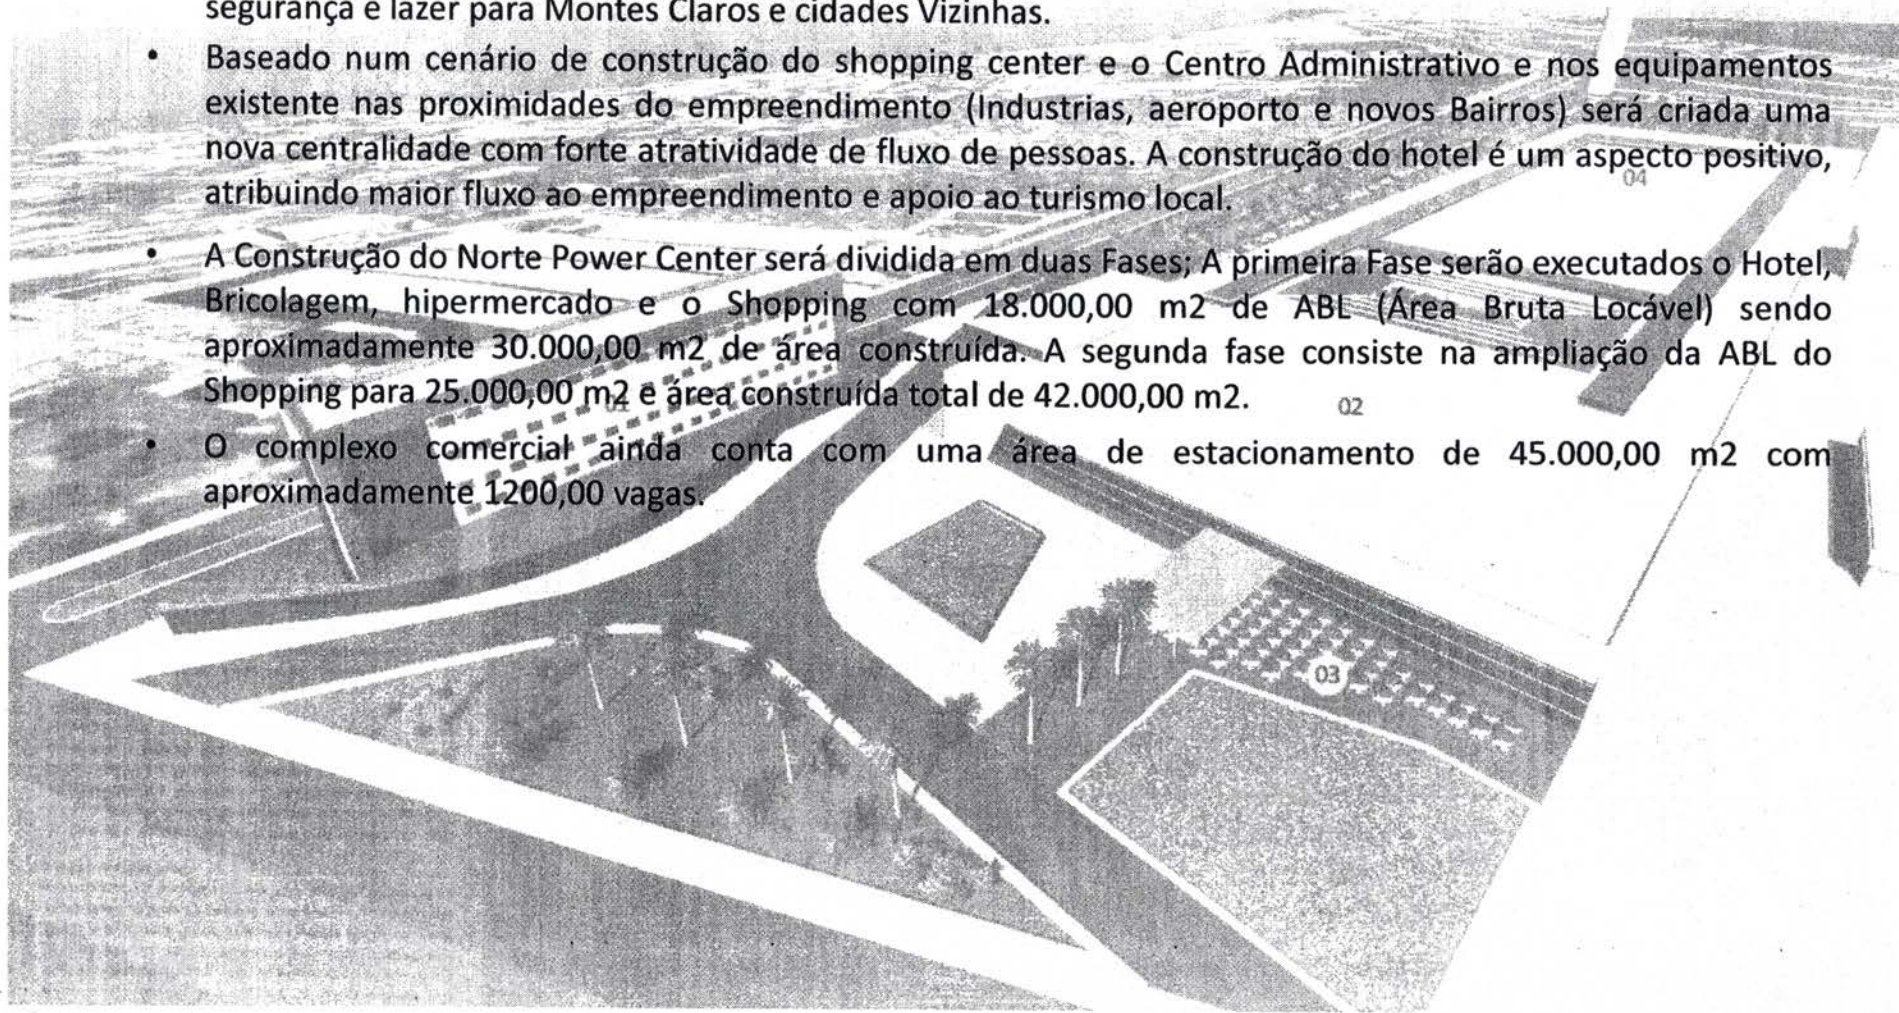 segurança e lazer para Montes Claros e cidades Vizinhas.
• Baseado num cenário de construção do shopping center e o Centro Administrativo e nos equipamentos
existente nas proximidades do empreendimento (Industrias, aeroporto e novos Bairros) será criada uma
nova centralidade com forte atratividade de fluxo de pessoas. A construção do hotel é um aspecto positivo,
atribuindo maior fluxo ao empreendimento e apoio ao turismo local.
04
• A Construção do Norte Power Center será dividida em duas Fases; A primeira Fase serão executados o Hotel,
Bricolagem, hipermercado e o Shopping com 18.000,00 m2 de ABL (Área Bruta Locável) sendo
aproximadamente 30.000,00 m2 de área construída. A segunda fase consiste na ampliação da ABL do
Shopping para 25.000,00 m2 e área construída total de 42.000,00 m2.
01
02
• O complexo comercial ainda conta com uma área de estacionamento de 45.000,00 m2 com
aproximadamente 1200,00 vagas.
03